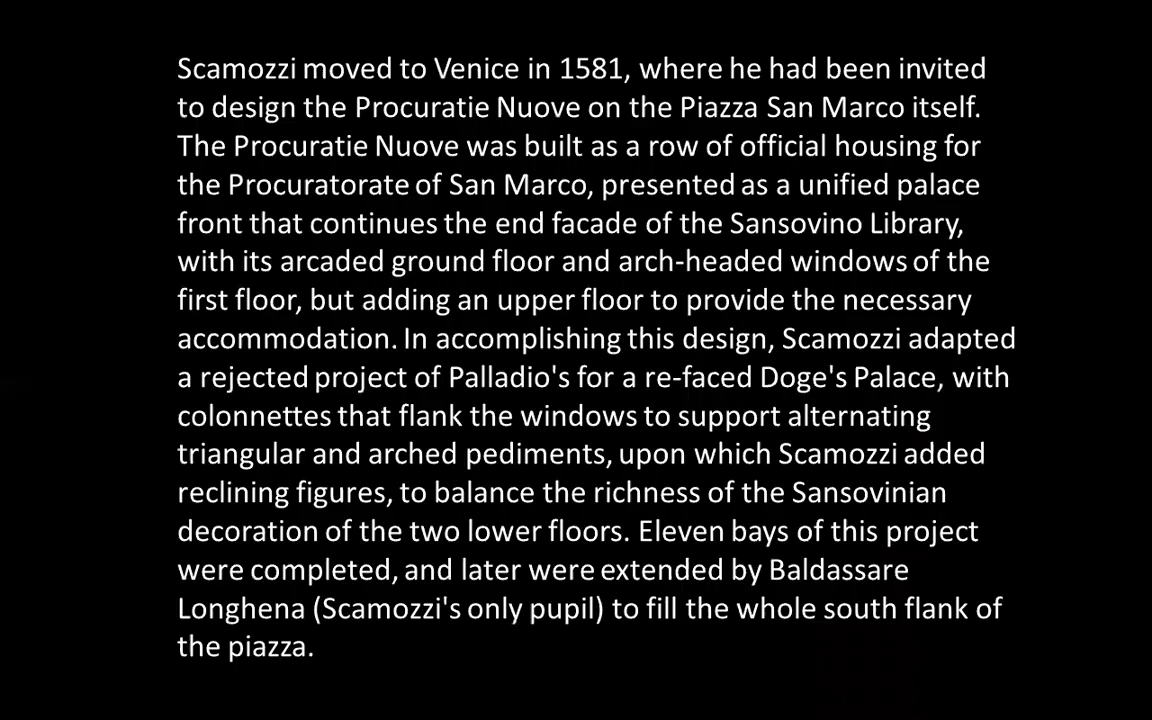 Scamozzi moved to Venice in 1581, where he had been invited
to design the Procuratie Nuove on the Piazza San Marco itself.
The Procuratie Nuove was built as a row of official housing for
the Procuratorate of San Marco, presented as a unified palace
front that continues the end facade of the Sansovino Library,
with its arcaded ground floor and arch-headed windows of the
first floor, but adding an upper floor to provide the necessary
accommodation. In accomplishing this design, Scamozzi adapted
a rejected project of Palladio's for a re-faced Doge's Palace, with
colonnettes that flank the windows to support alternating
triangular and arched pediments, upon which Scamozzi added
reclining figures, to balance the richness of the Sansovinian
decoration of the two lower floors. Eleven bays of this project
were completed, and later were extended by Baldassare
Longhena (Scamozzi's only pupil) to fill the whole south flank of
the piazza.